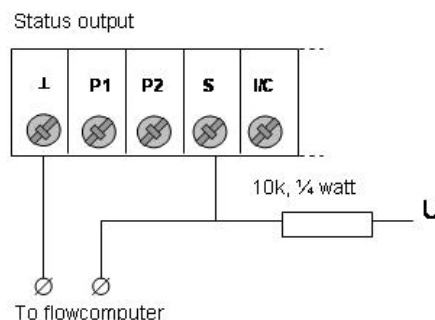 Status output
⊥ P1 P2 S I/C
10k, ¼ watt
U
To flowcomputer